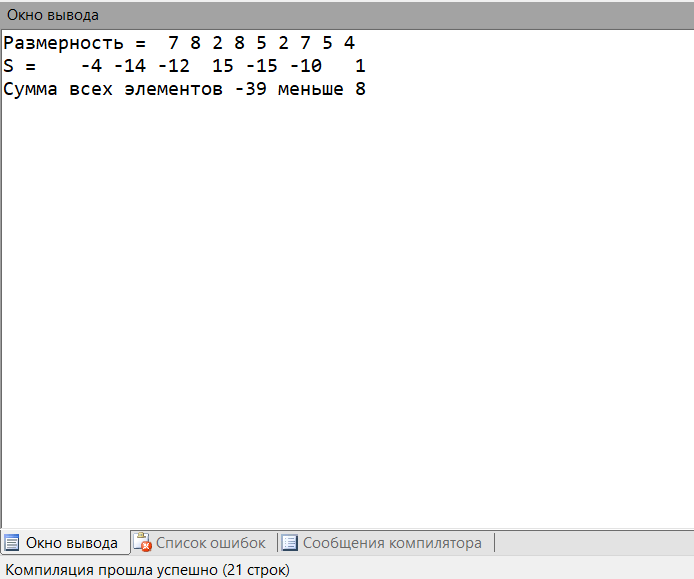 Окно вывода
Размерность =  7 8 2 8 5 2 7 5 4
S =    -4 -14 -12  15 -15 -10   1
Сумма всех элементов -39 меньше 8
Окно вывода Список ошибок Сообщения компилятора
Компиляция прошла успешно (21 строк)